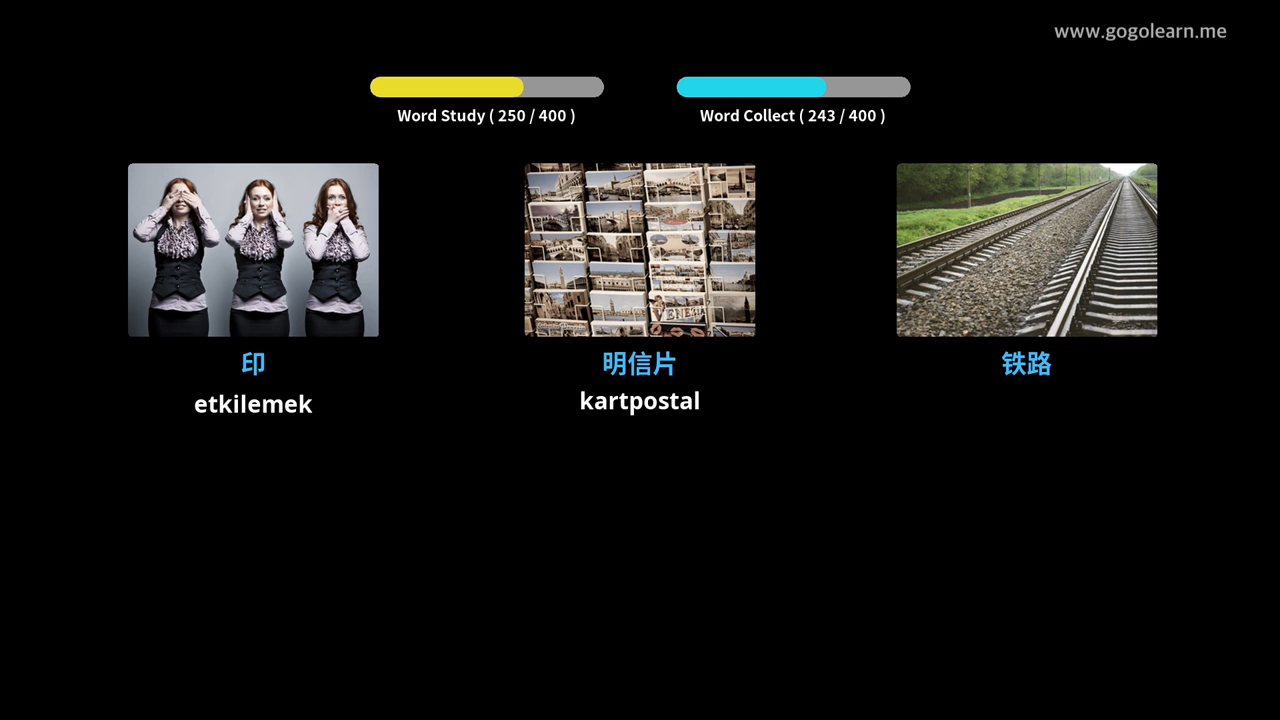 www.gogolearn.me
Word Study ( 250 / 400 )
Word Collect ( 243 / 400 )
印
明信片
铁路
etkilemek
kartpostal